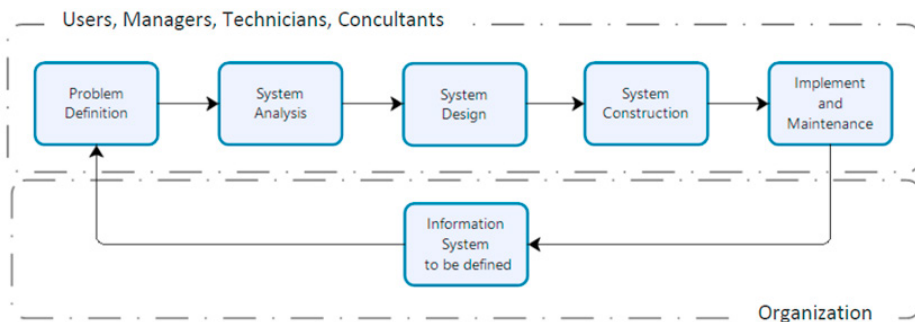 Users, Managers, Technicians, Concultants
Problem
Definition
System
Analysis
System
Design
System
Construction
Implement
and
Maintenance
Information
System
to be defined
Organization